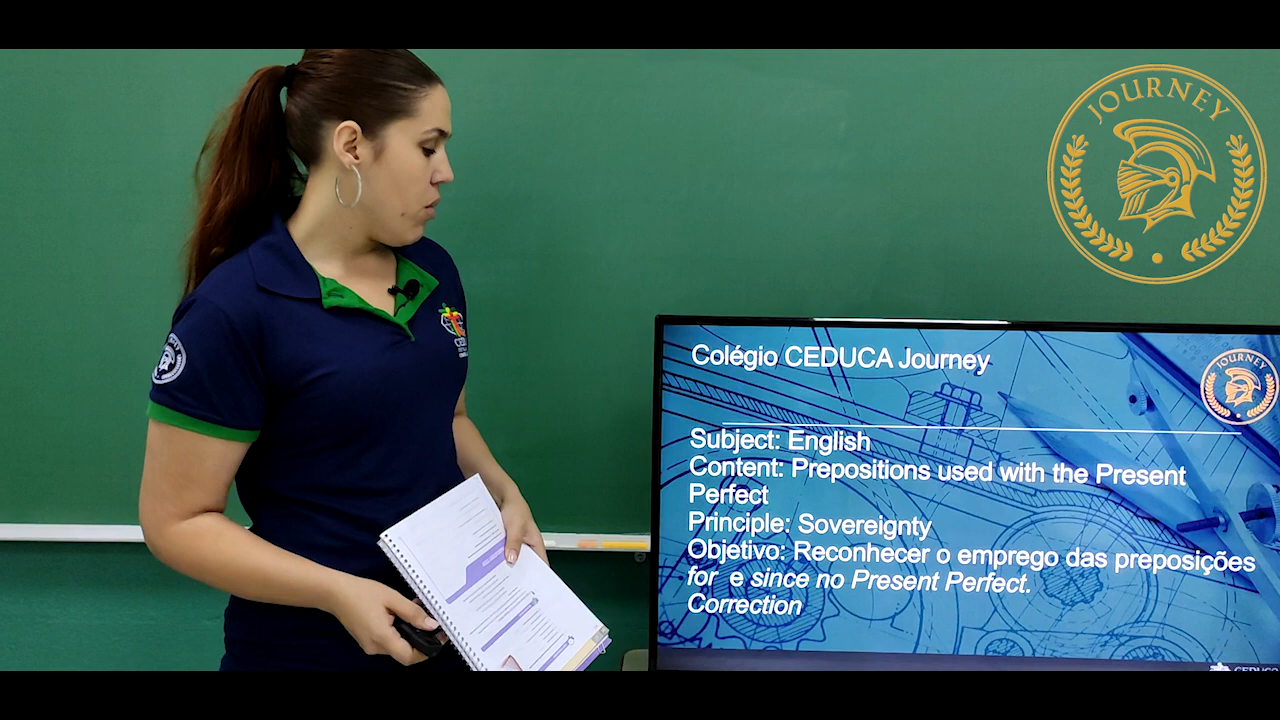 JOURNEY
Colégio CEDUCA Journey
JOURNEY
Subject: English
Content: Prepositions used with the Present
Perfect
Principle: Sovereignty
Objetivo: Reconhecer o emprego das preposições
for e since no Present Perfect.
Correction